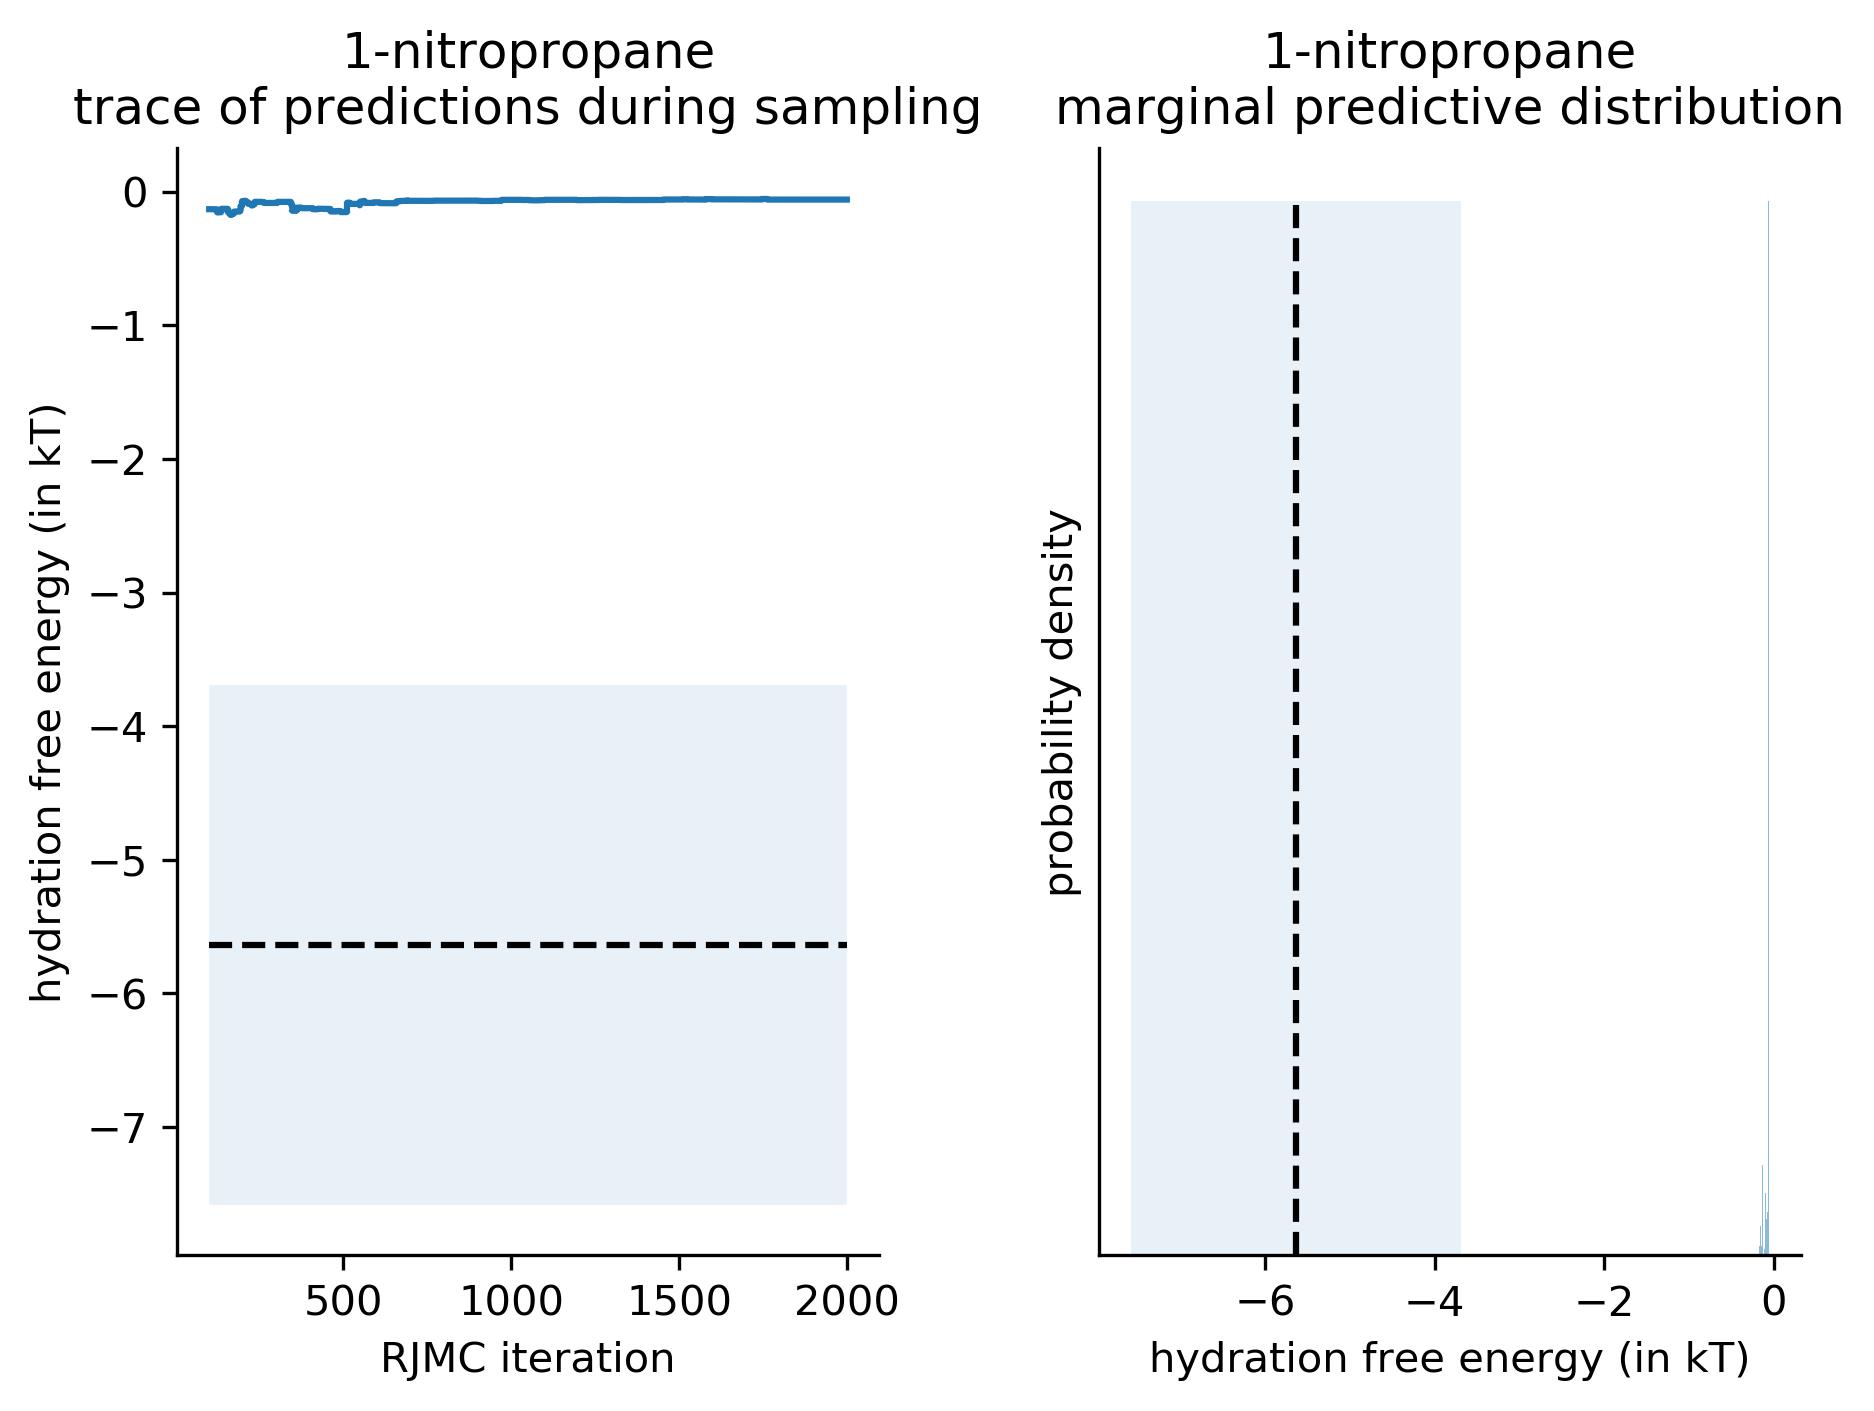 1-nitropropane
trace of predictions during sampling
hydration free energy (in kT)
0
−1
−2
−3
−4
−5
−6
−7
500 1000 1500 2000
RJMC iteration
1-nitropropane
marginal predictive distribution
probability density
−6 −4 −2 0
hydration free energy (in kT)